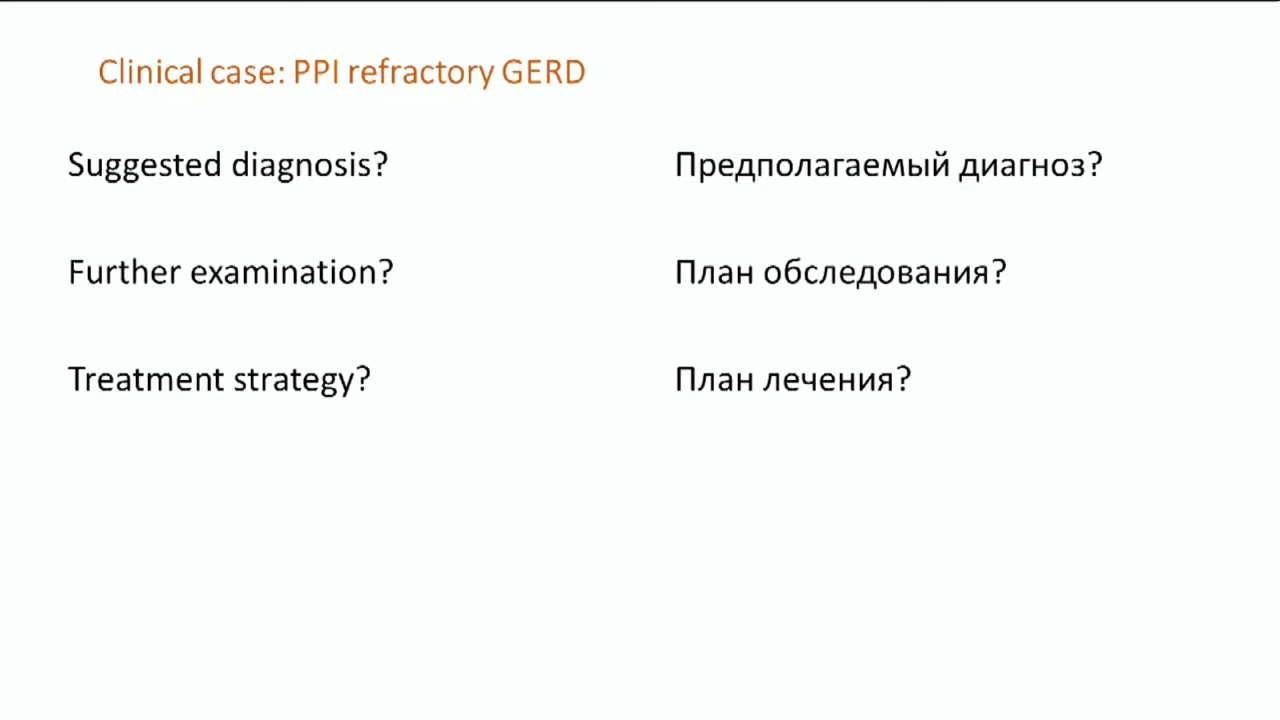 Clinical case: PPI refractory GERD
Suggested diagnosis?
Предполагаемый диагноз?
Further examination?
План обследования?
Treatment strategy?
План лечения?